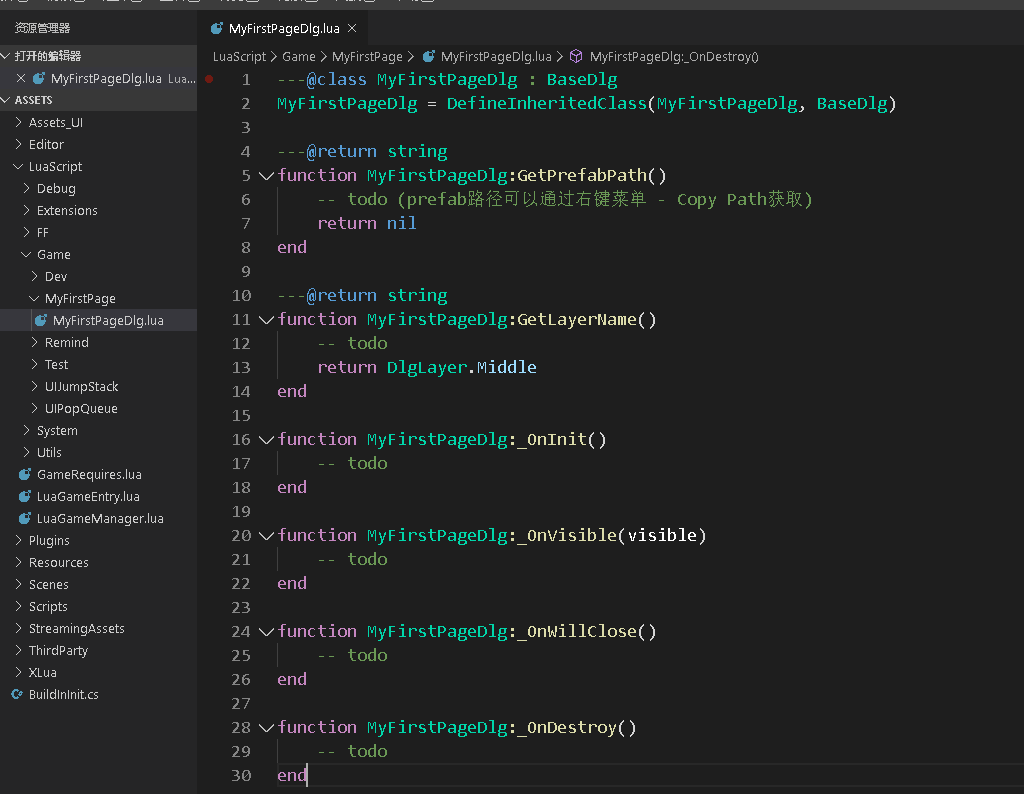 资源管理器
打开的编辑器
MyFirstPageDlg.lua Lua...
ASSETS
Assets_UI
Editor
LuaScript
Debug
Extensions
FF
Game
Dev
MyFirstPage
MyFirstPageDlg.lua
Remind
Test
UIJumpStack
UIPopQueue
System
Utils
GameRequires.lua
LuaGameEntry.lua
LuaGameManager.lua
Plugins
Resources
Scenes
Scripts
StreamingAssets
ThirdParty
XLua
BuildInInit.cs
MyFirstPageDlg.lua
LuaScript > Game > MyFirstPage > MyFirstPageDlg.lua > MyFirstPageDlg:_OnDestroy()
1 ---@class MyFirstPageDlg : BaseDlg
2 MyFirstPageDlg = DefineInheritedClass(MyFirstPageDlg, BaseDlg)
3
4 ---@return string
5 function MyFirstPageDlg:GetPrefabPath()
6 -- todo (prefab路径可以通过右键菜单 - Copy Path获取)
7 return nil
8 end
9
10 ---@return string
11 function MyFirstPageDlg:GetLayerName()
12 -- todo
13 return DlgLayer.Middle
14 end
15
16 function MyFirstPageDlg:_OnInit()
17 -- todo
18 end
19
20 function MyFirstPageDlg:_OnVisible(visible)
21 -- todo
22 end
23
24 function MyFirstPageDlg:_OnWillClose()
25 -- todo
26 end
27
28 function MyFirstPageDlg:_OnDestroy()
29 -- todo
30 end